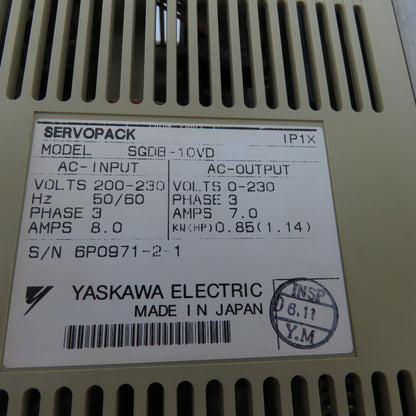 SERVOPACK IP1X
MODEL SGDB-10VD
AC-INPUT AC-OUTPUT
VOLTS 200-230 VOLTS 0-230
Hz 50/60 PHASE 3
PHASE 3 AMPS 7.0
AMPS 8.0 KW(HP)0.85(1.14)
S/N 6P0971-2-1
YASKAWA ELECTRIC
MADE IN JAPAN
INSP
6.11
Y.M